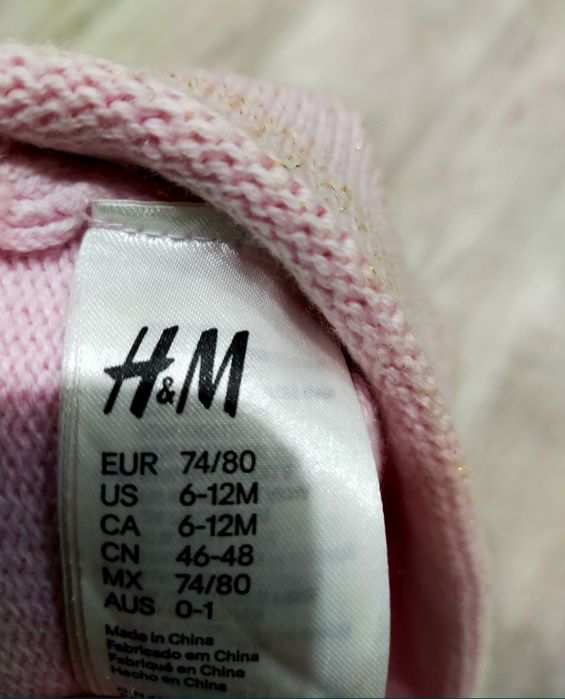 H&M
EUR 74/80
US 6-12M
CA 6-12M
CN 46-48
MX 74/80
AUS 0-1
Made in China
Fabricado em China
Fabriqué en Chine
Hecho en China